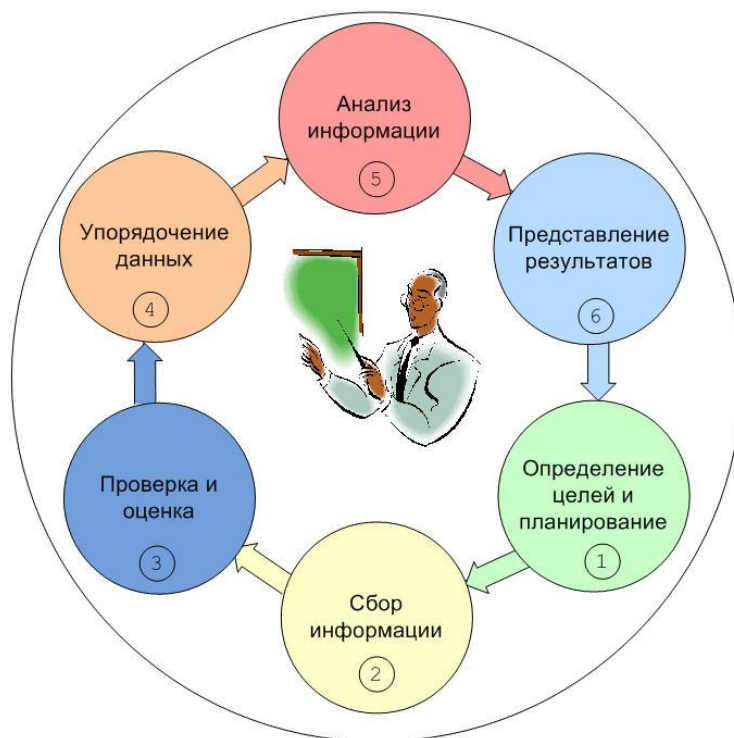 Анализ
информации
5
Представление
результатов
6
Определение
целей и
планирование
1
Сбор
информации
2
Проверка и
оценка
3
Упорядочение
данных
4